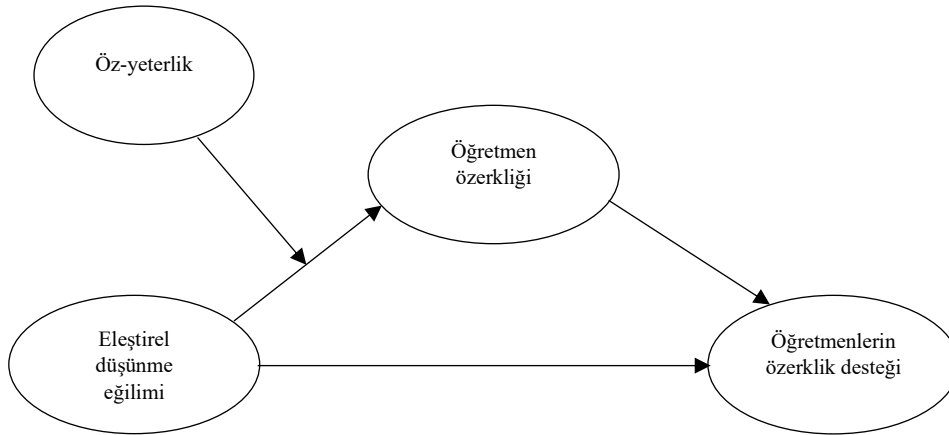 Öz-yeterlik
Öğretmen
özerkliği
Eleştirel
düşünme
eğilimi
Öğretmenlerin
özerklik desteği